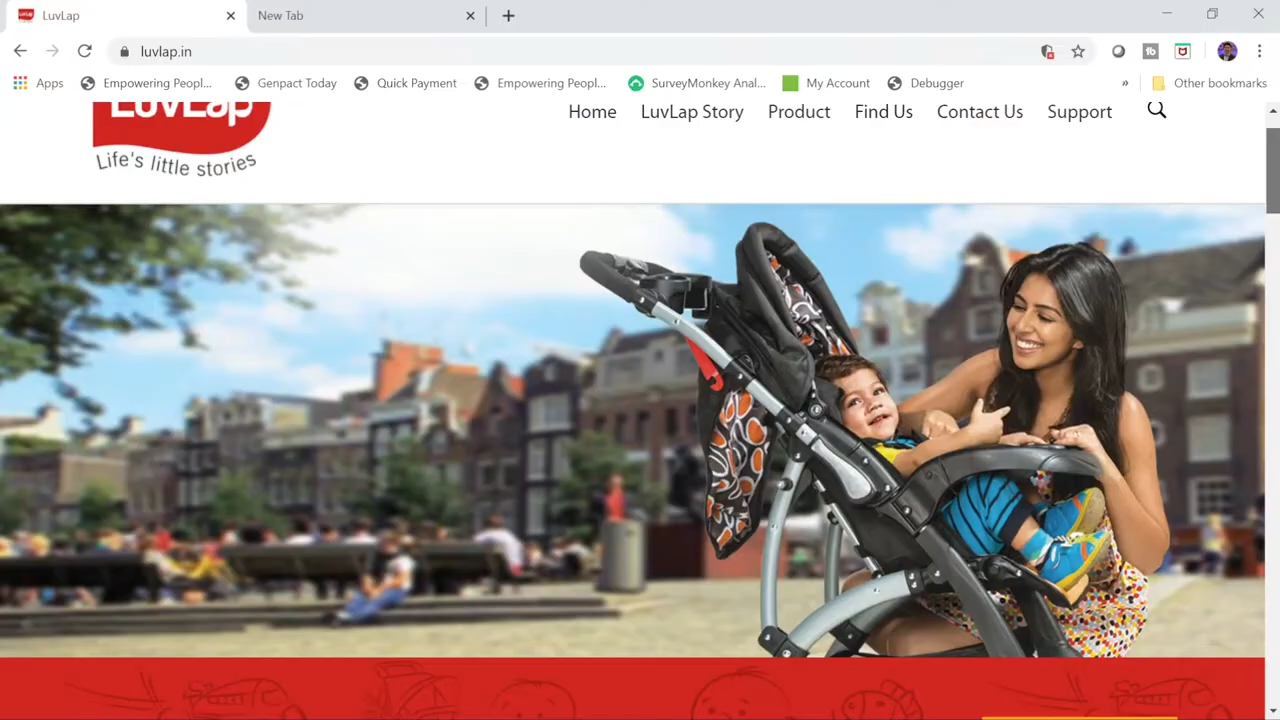 LuvLap
New Tab
luvlap.in
Apps
Empowering Peopl...
Genpact Today
Quick Payment
Empowering Peopl...
SurveyMonkey Anal...
My Account
Debugger
»
Other bookmarks
LuvLap
Life's little stories
Home
LuvLap Story
Product
Find Us
Contact Us
Support